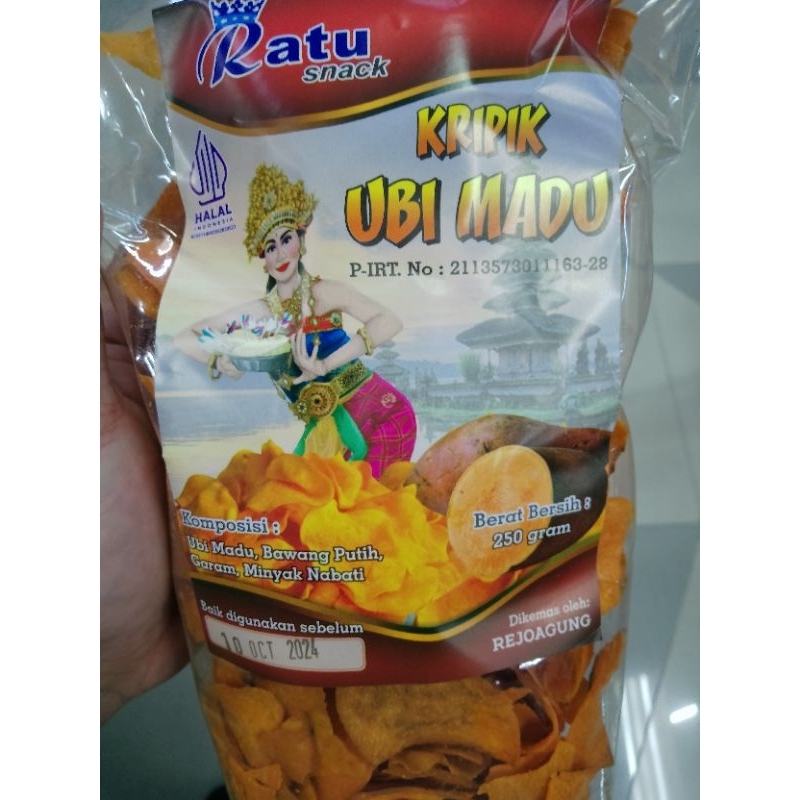 Ratu
snack
KRIPIK
UBI MADU
P-IRT. No : 2113573011163-28
HALAL
INDONESIA
Komposisi :
Ubi Madu, Bawang Putih,
Garam, Minyak Nabati
Berat Bersih :
250 gram
Baik digunakan sebelum
10 OCT 2024
Dikemas oleh:
REJOAGUNG